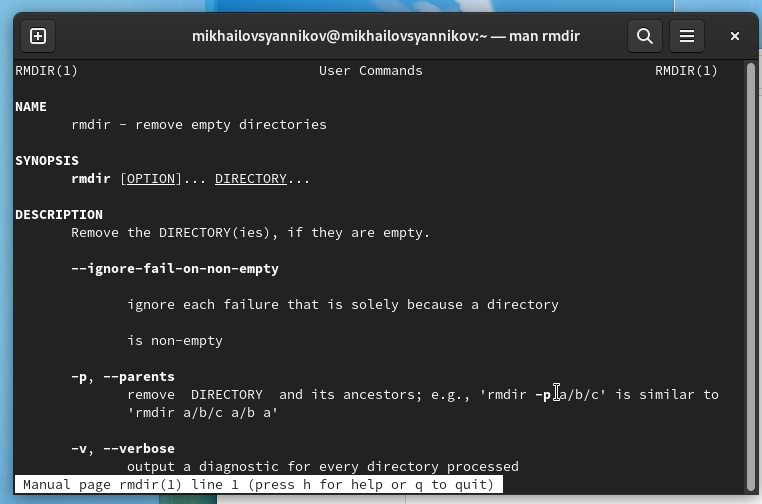 mikhailovsyannikov@mikhailovsyannikov:~ — man rmdir
RMDIR(1) User Commands RMDIR(1)
NAME
rmdir - remove empty directories
SYNOPSIS
rmdir [OPTION]... DIRECTORY...
DESCRIPTION
Remove the DIRECTORY(ies), if they are empty.
--ignore-fail-on-non-empty
ignore each failure that is solely because a directory
is non-empty
-p, --parents
remove DIRECTORY and its ancestors; e.g., 'rmdir -p a/b/c' is similar to
'rmdir a/b/c a/b a'
-v, --verbose
output a diagnostic for every directory processed
Manual page rmdir(1) line 1 (press h for help or q to quit)